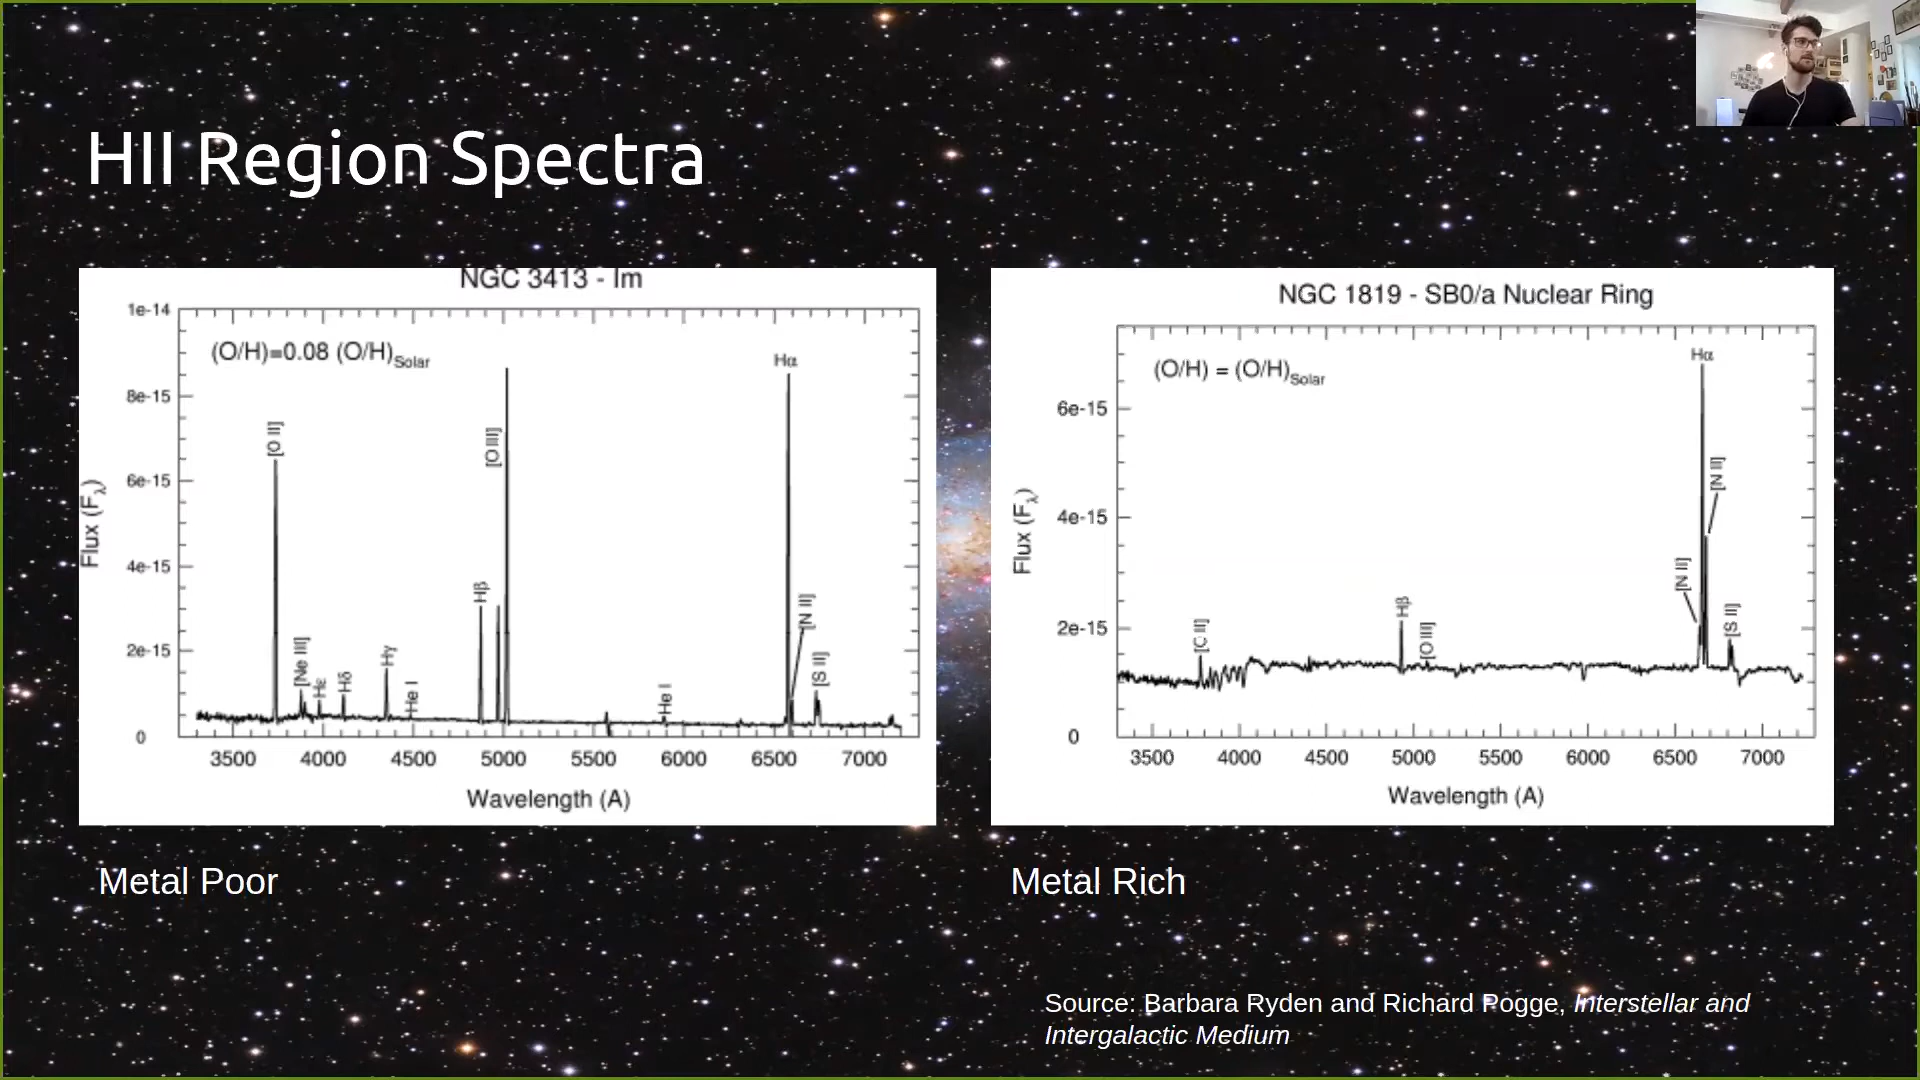 HII Region Spectra
NGC 3413 - Im
(O/H)=0.08 (O/H)Solar
1e-14
8e-15
6e-15
4e-15
2e-15
0
Flux (Fλ)
[O II]
[Ne III]
Hε
Hδ
Hγ
He I
Hβ
[O III]
He I
Hα
[N II]
[S II]
3500 4000 4500 5000 5500 6000 6500 7000
Wavelength (A)
NGC 1819 - SB0/a Nuclear Ring
(O/H) = (O/H)Solar
6e-15
4e-15
2e-15
0
Flux (Fλ)
[C II]
Hβ
[O III]
[N II]
Hα
[N II]
[S II]
3500 4000 4500 5000 5500 6000 6500 7000
Wavelength (A)
Metal Poor
Metal Rich
Source: Barbara Ryden and Richard Pogge, Interstellar and
Intergalactic Medium